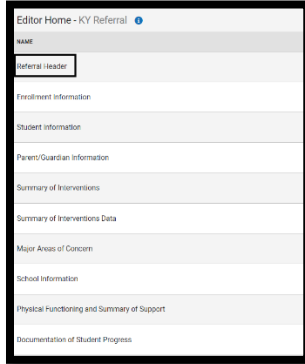 Editor Home - KY Referral
NAME
Referral Header
Enrollment Information
Student Information
Parent/Guardian Information
Summary of Interventions
Summary of Interventions Data
Major Areas of Concern
School Information
Physical Functioning and Summary of Support
Documentation of Student Progress